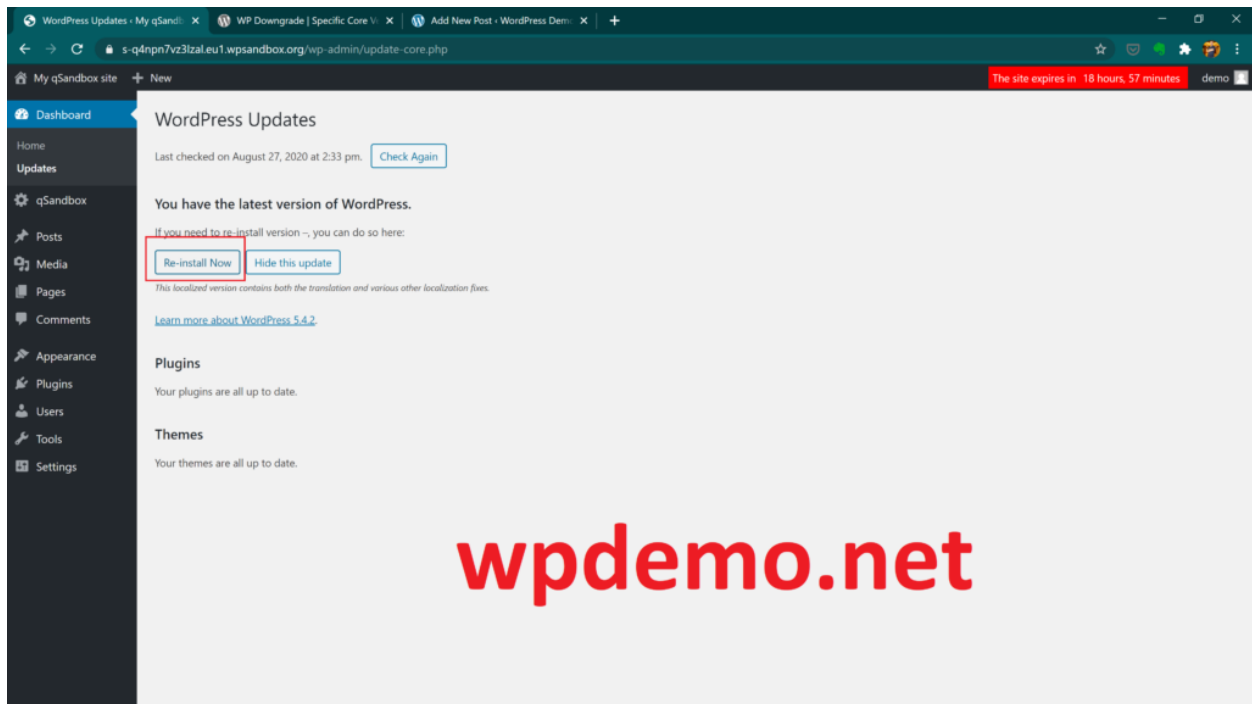 WordPress Updates ‹ My qSandb
WP Downgrade | Specific Core V
Add New Post ‹ WordPress Dem
s-q4npn7vz3lzal.eu1.wpsandbox.org/wp-admin/update-core.php
My qSandbox site
New
The site expires in 18 hours, 57 minutes
demo
Dashboard
Home
Updates
qSandbox
Posts
Media
Pages
Comments
Appearance
Plugins
Users
Tools
Settings
WordPress Updates
Last checked on August 27, 2020 at 2:33 pm. Check Again
You have the latest version of WordPress.
If you need to re-install version –, you can do so here:
Re-install Now Hide this update
This localized version contains both the translation and various other localization fixes.
Learn more about WordPress 5.4.2.
Plugins
Your plugins are all up to date.
Themes
Your themes are all up to date.
wpdemo.net